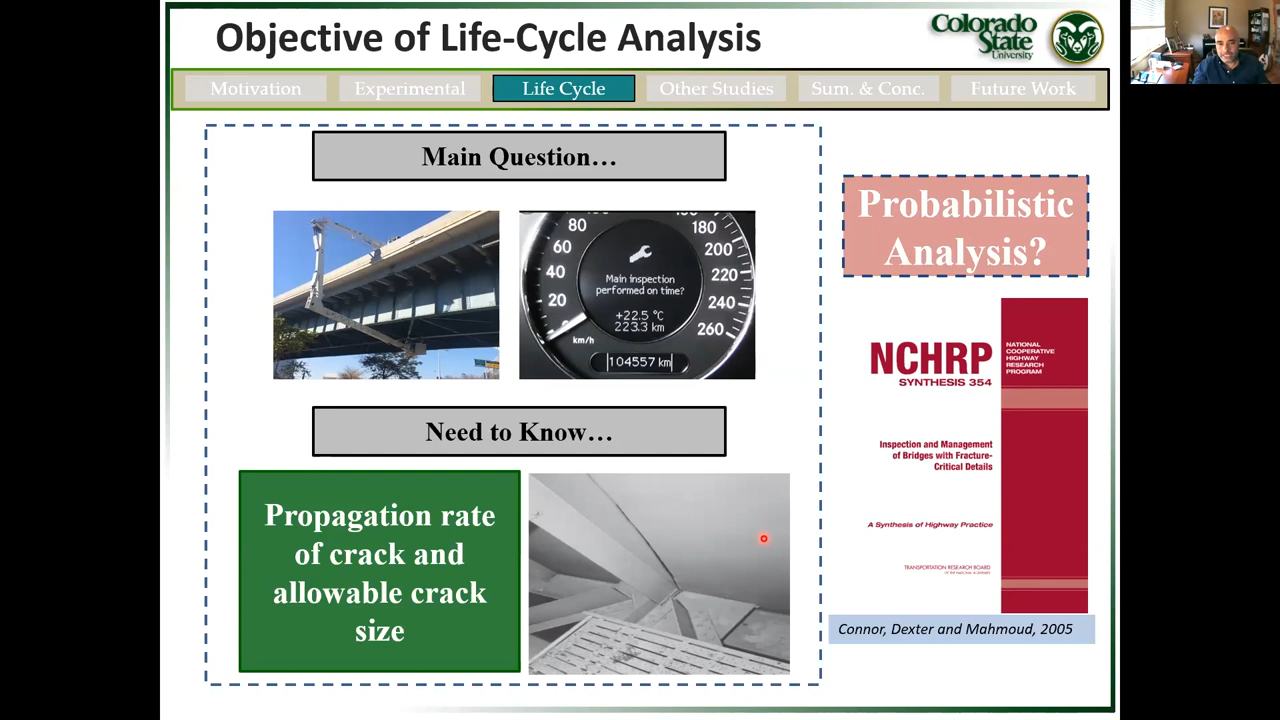 Objective of Life-Cycle Analysis
Colorado
State
University
Motivation
Experimental
Life Cycle
Other Studies
Sum. & Conc.
Future Work
Main Question…
80
60
40
20
km/h
180
200
220
240
260
Main inspection
performed on time?
+22.5 °C
223.3 km
104557 km
Need to Know…
Propagation rate
of crack and
allowable crack
size
Probabilistic
Analysis?
NCHRP
SYNTHESIS 354
NATIONAL
COOPERATIVE
HIGHWAY
RESEARCH
PROGRAM
Inspection and Management
of Bridges with Fracture-
Critical Details
A Synthesis of Highway Practice
TRANSPORTATION RESEARCH BOARD
OF THE NATIONAL ACADEMIES
Connor, Dexter and Mahmoud, 2005